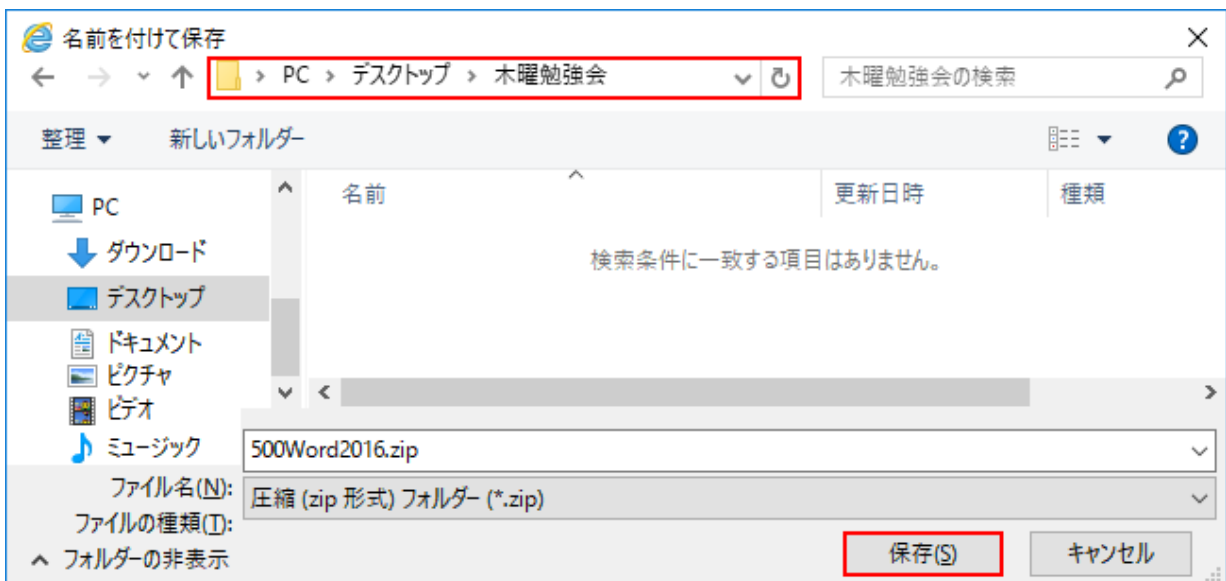 名前を付けて保存
PC > デスクトップ > 木曜勉強会
木曜勉強会の検索
整理
新しいフォルダー
名前
更新日時
種類
PC
ダウンロード
デスクトップ
ドキュメント
ピクチャ
ビデオ
ミュージック
検索条件に一致する項目はありません。
ファイル名(N):
500Word2016.zip
ファイルの種類(T):
圧縮 (zip 形式) フォルダー (*.zip)
フォルダーの非表示
保存(S)
キャンセル